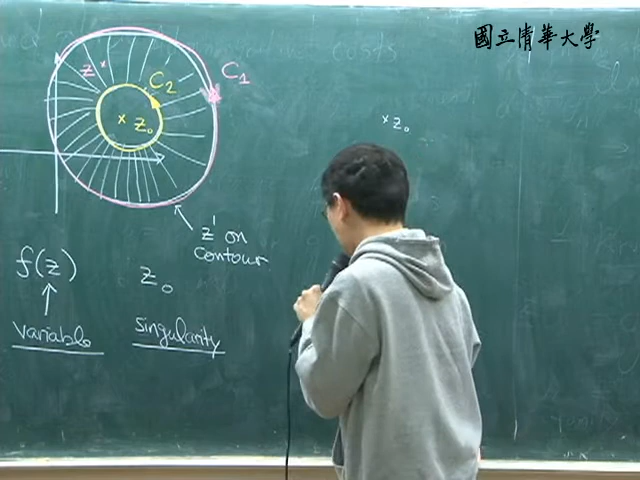 國立清華大學
C₁
z ×
C₂
× z₀
× z₀
z' on
contour
f(z)
z₀
variable
singularity